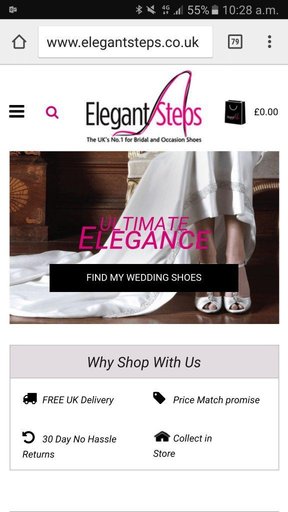 4G
55% 10:28 a.m.
www.elegantsteps.co.uk
79
Elegant Steps
The UK's No.1 for Bridal and Occasion Shoes
£0.00
ULTIMATE
ELEGANCE
FIND MY WEDDING SHOES
Why Shop With Us
FREE UK Delivery
Price Match promise
30 Day No Hassle
Returns
Collect in
Store